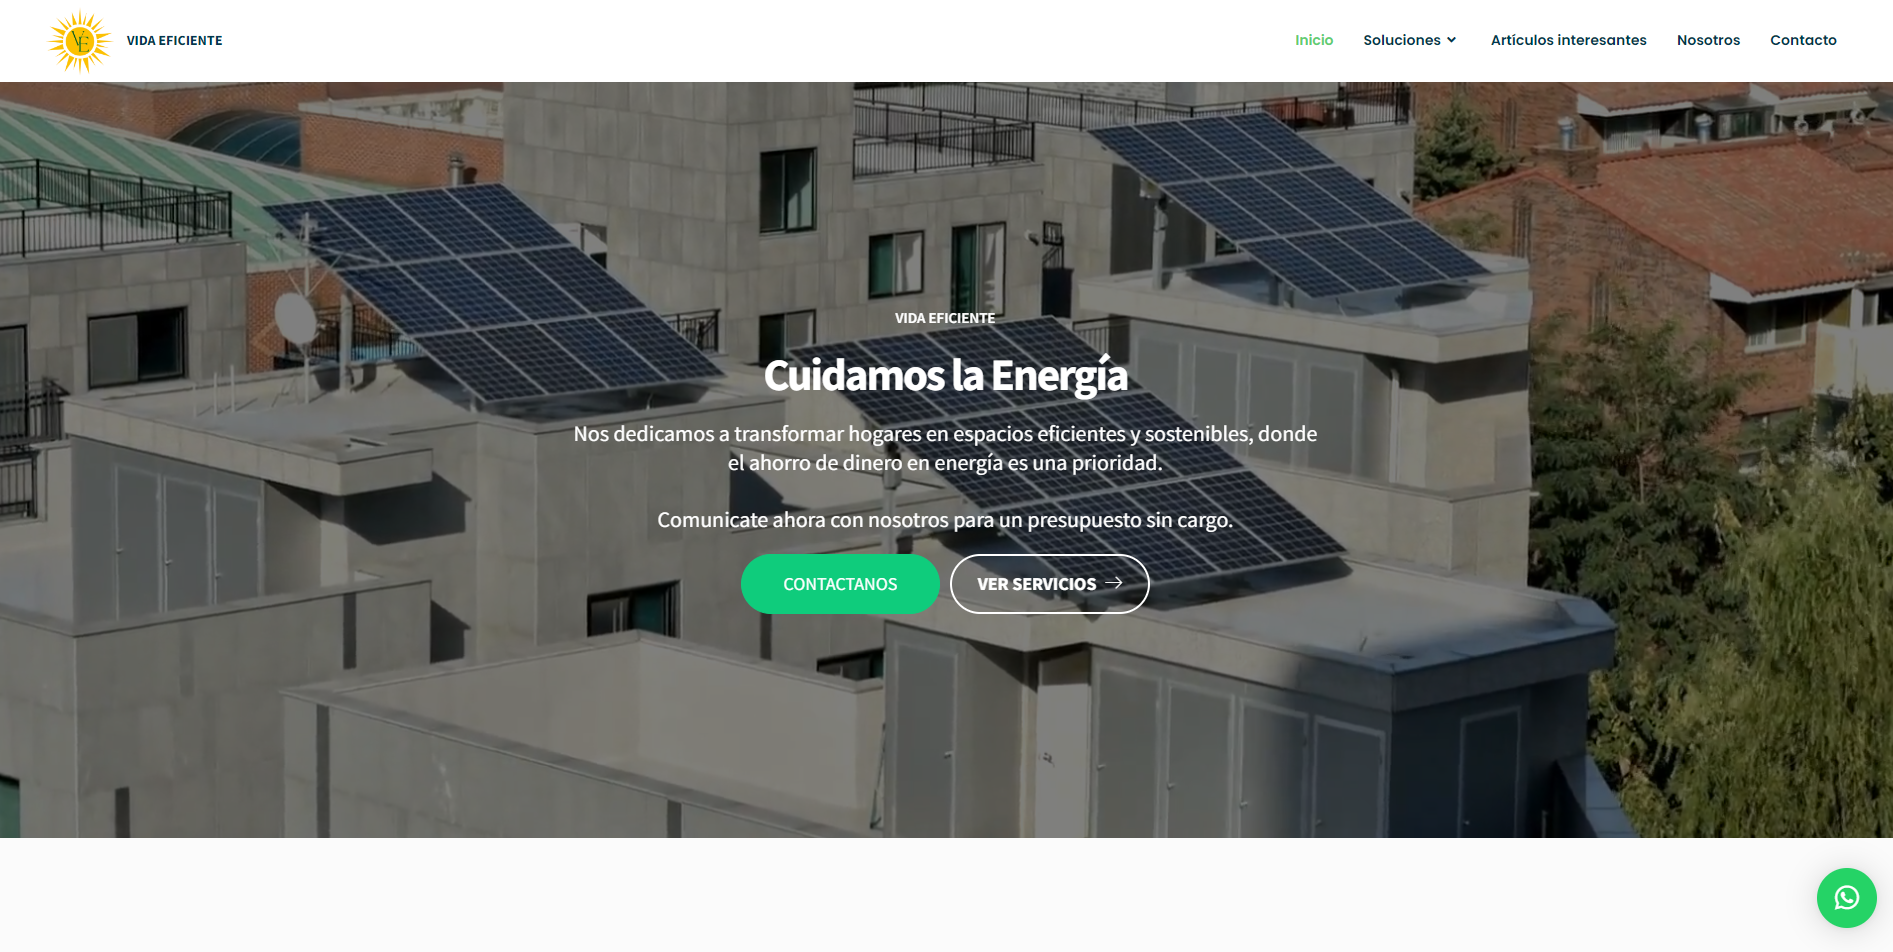 VE
VIDA EFICIENTE
Inicio
Soluciones
Artículos interesantes
Nosotros
Contacto
VIDA EFICIENTE
Cuidamos la Energía
Nos dedicamos a transformar hogares en espacios eficientes y sostenibles, donde
el ahorro de dinero en energía es una prioridad.
Comunicate ahora con nosotros para un presupuesto sin cargo.
CONTACTANOS
VER SERVICIOS →